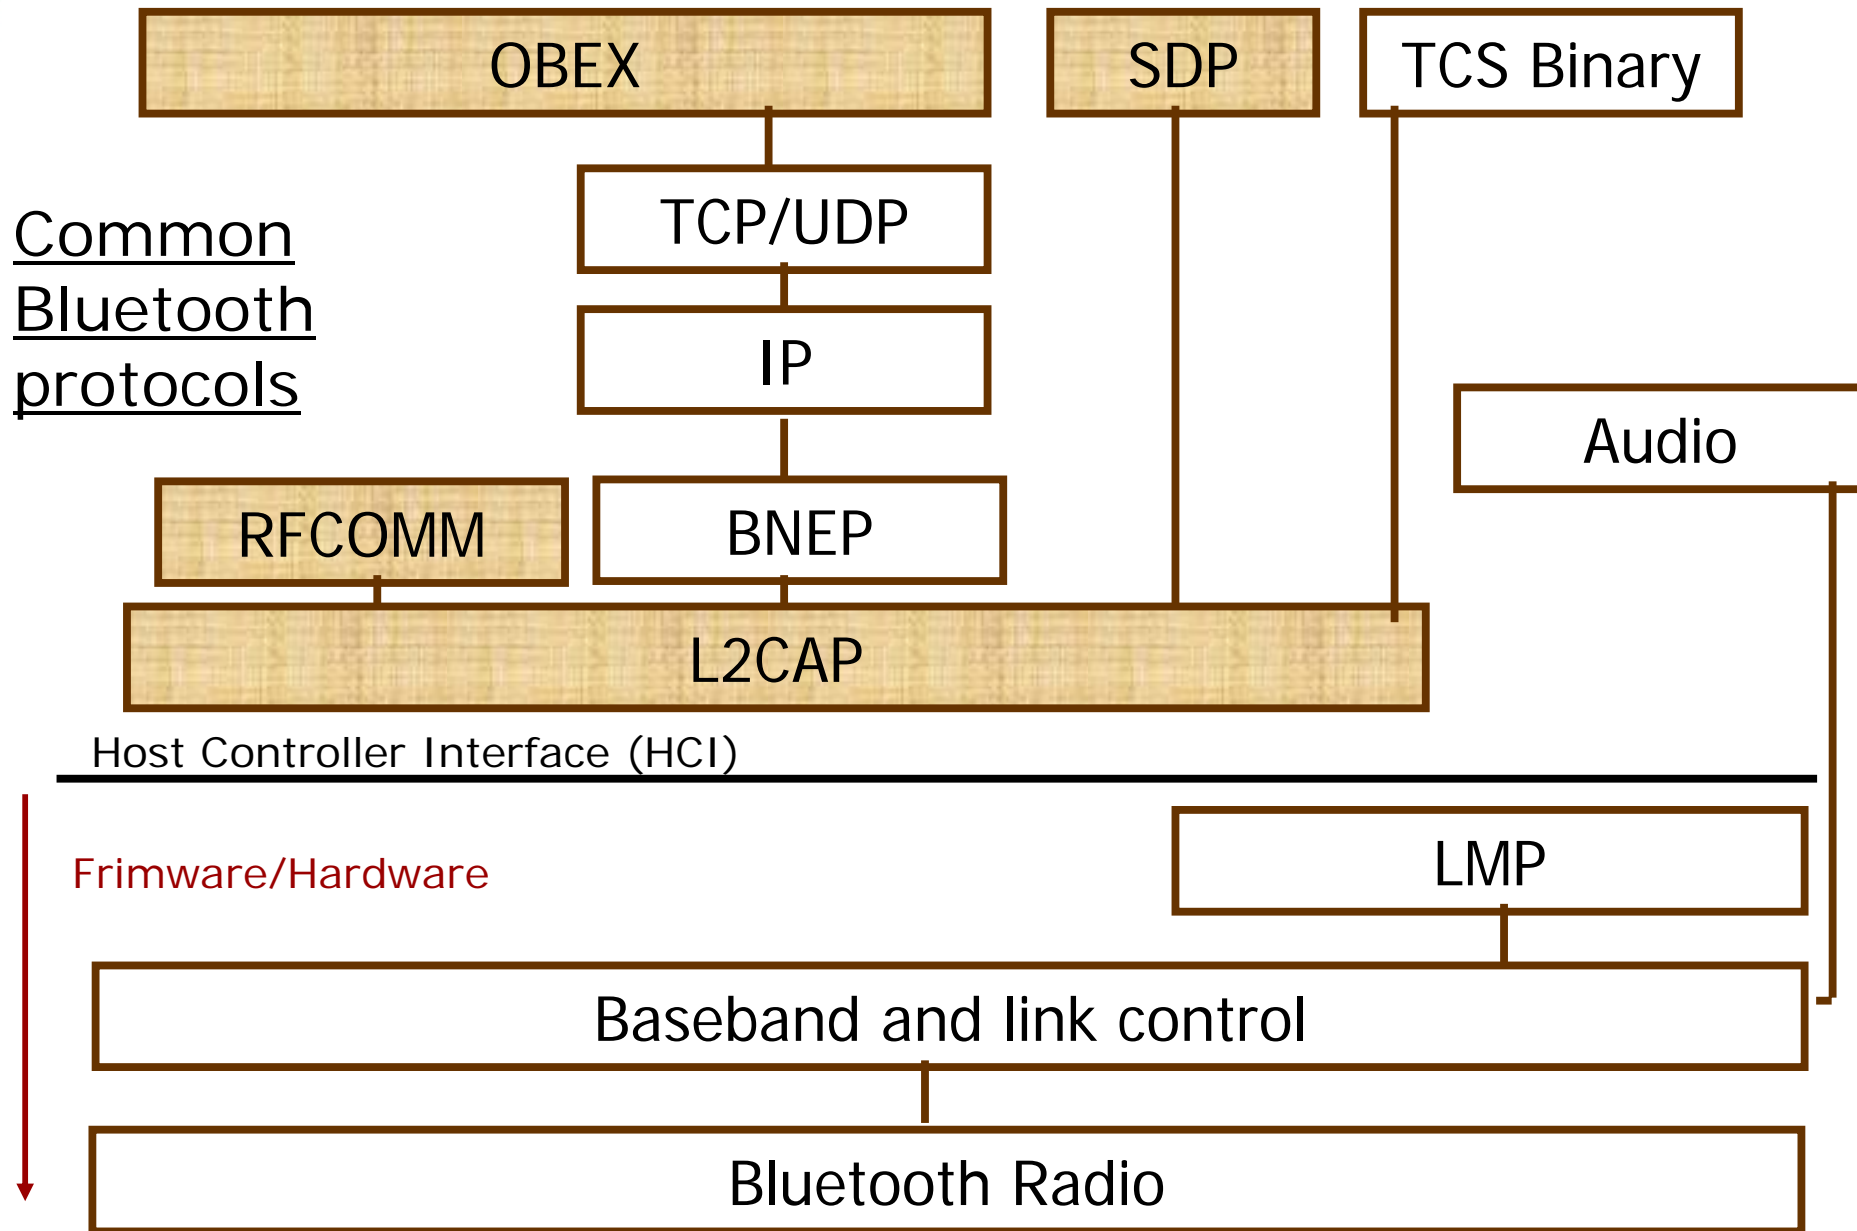 OBEX
SDP
TCS Binary
TCP/UDP
Common
Bluetooth
protocols
IP
Audio
RFCOMM
BNEP
L2CAP
Host Controller Interface (HCI)
Frimware/Hardware
LMP
Baseband and link control
Bluetooth Radio